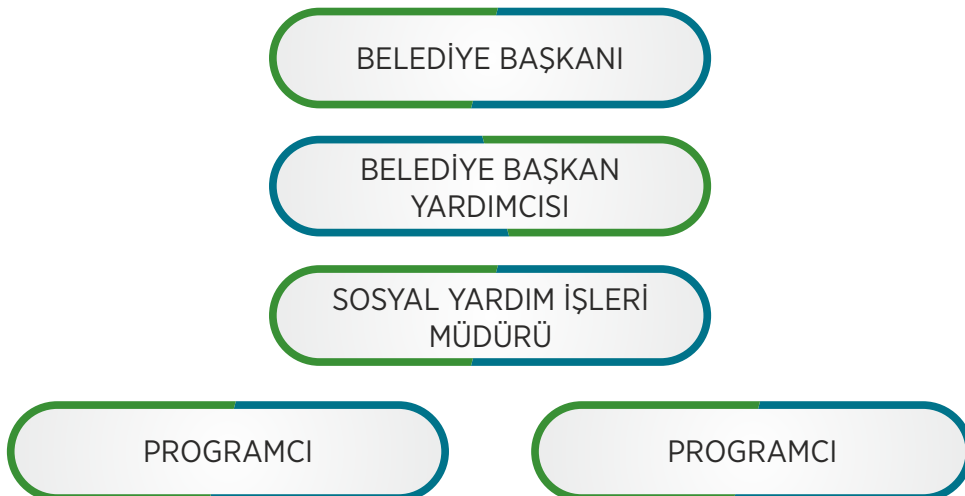 BELEDİYE BAŞKANI
BELEDİYE BAŞKAN
YARDIMCISI
SOSYAL YARDIM İŞLERİ
MÜDÜRÜ
PROGRAMCI
PROGRAMCI